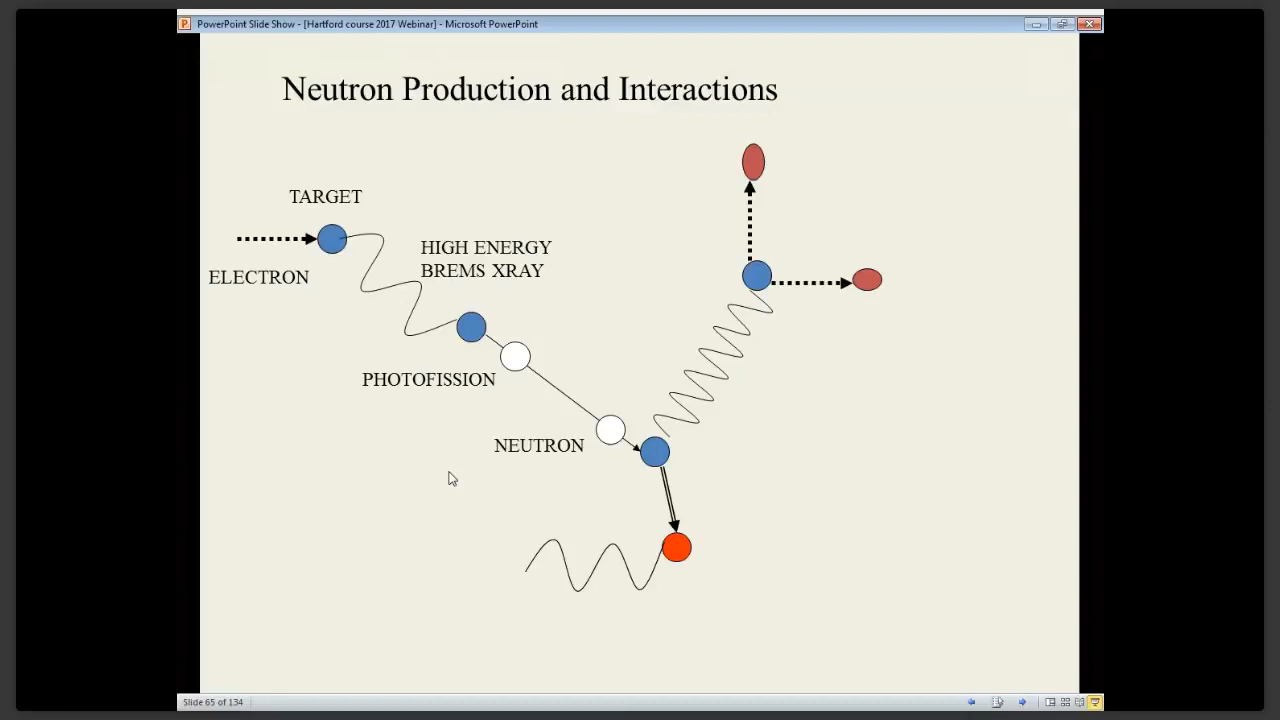 PowerPoint Slide Show - [Hartford course 2017 Webinar] - Microsoft PowerPoint
Neutron Production and Interactions
TARGET
ELECTRON
HIGH ENERGY
BREMS XRAY
PHOTOFISSION
NEUTRON
Slide 65 of 134